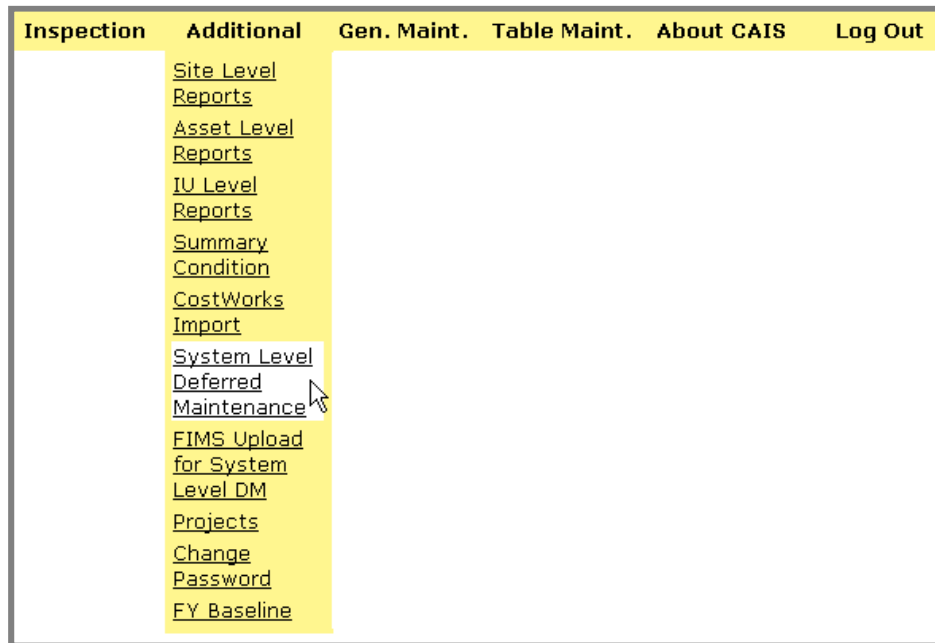 Inspection Additional Gen. Maint. Table Maint. About CAIS Log Out
Site Level
Reports
Asset Level
Reports
IU Level
Reports
Summary
Condition
CostWorks
Import
System Level
Deferred
Maintenance
FIMS Upload
for System
Level DM
Projects
Change
Password
FY Baseline